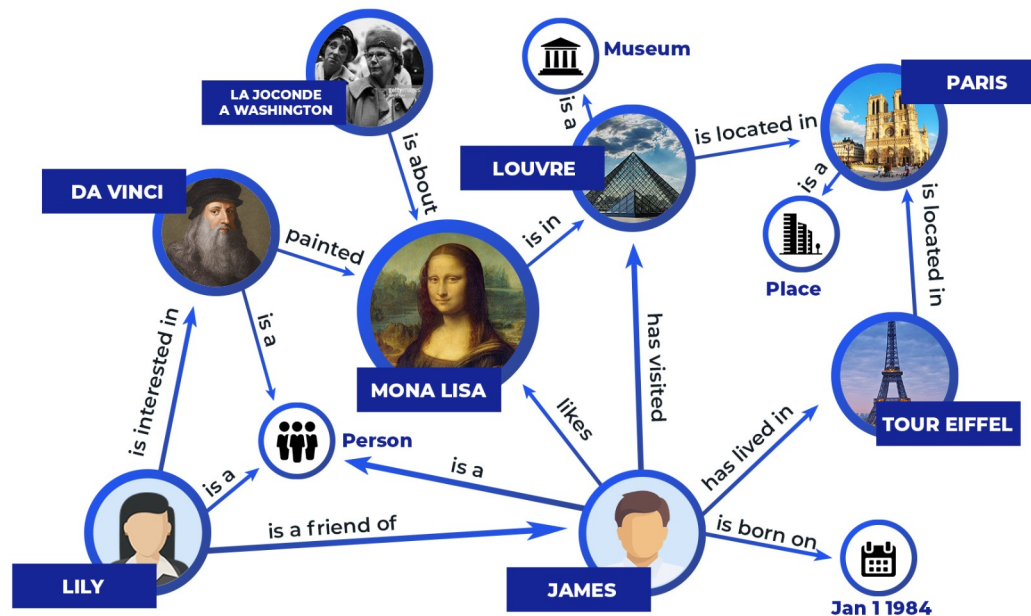 LA JOCONDE
A WASHINGTON
Museum
PARIS
is a
is located in
is about
LOUVRE
DA VINCI
is a
is located in
painted
is in
Place
is a
is interested in
has visited
MONA LISA
likes
TOUR EIFFEL
Person
has lived in
is a
is a
is a friend of
is born on
LILY
JAMES
Jan 1 1984